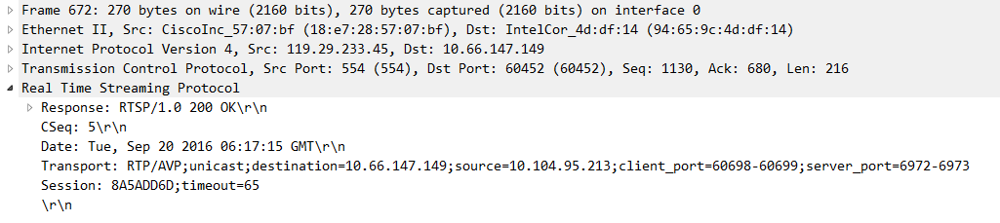 Frame 672: 270 bytes on wire (2160 bits), 270 bytes captured (2160 bits) on interface 0
Ethernet II, Src: CiscoInc_57:07:bf (18:e7:28:57:07:bf), Dst: IntelCor_4d:df:14 (94:65:9c:4d:df:14)
Internet Protocol Version 4, Src: 119.29.233.45, Dst: 10.66.147.149
Transmission Control Protocol, Src Port: 554 (554), Dst Port: 60452 (60452), Seq: 1130, Ack: 680, Len: 216
Real Time Streaming Protocol
Response: RTSP/1.0 200 OK\r\n
CSeq: 5\r\n
Date: Tue, Sep 20 2016 06:17:15 GMT\r\n
Transport: RTP/AVP;unicast;destination=10.66.147.149;source=10.104.95.213;client_port=60698-60699;server_port=6972-6973
Session: 8A5ADD6D;timeout=65
\r\n